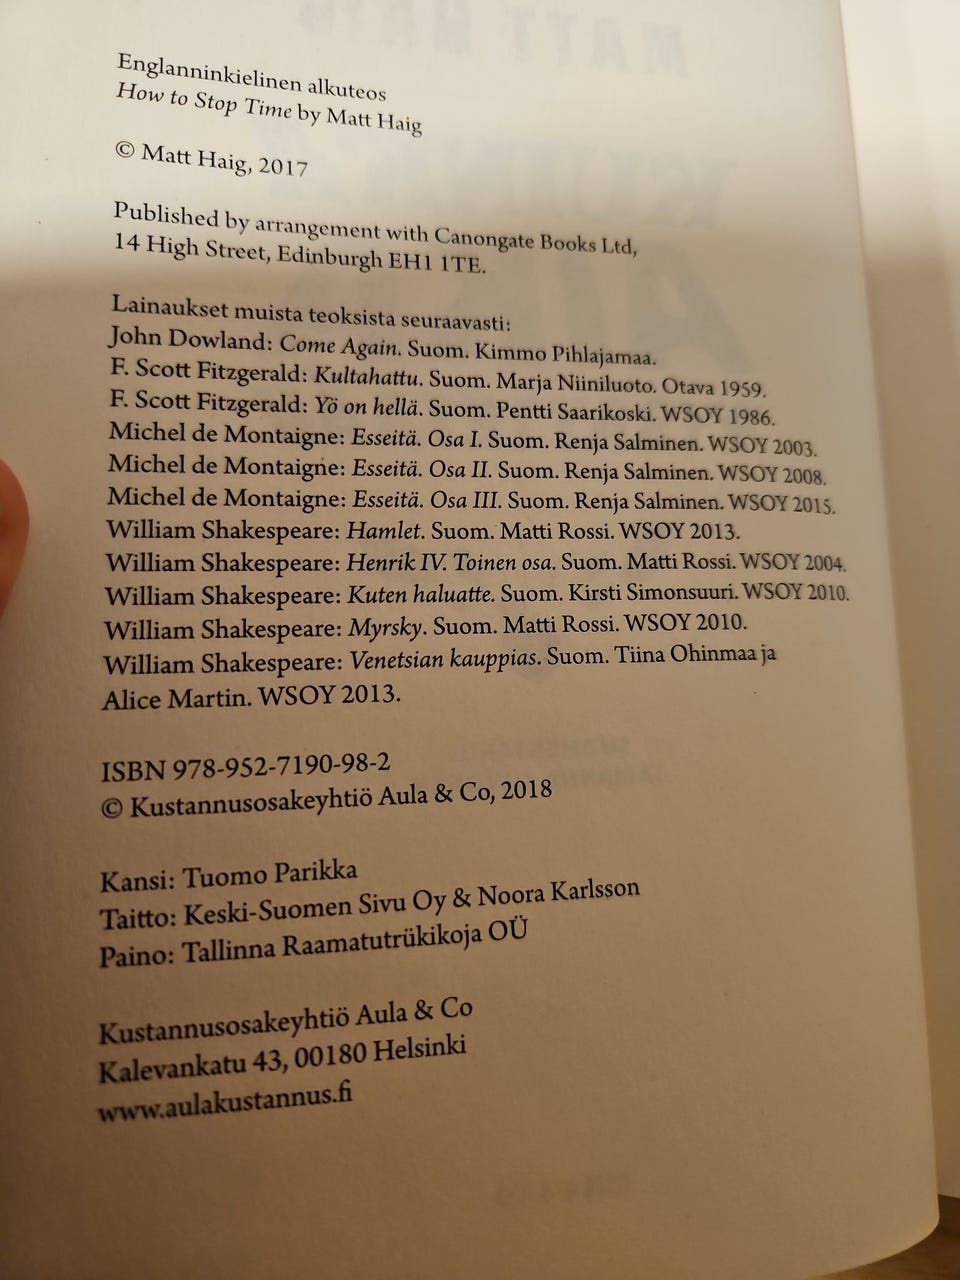 Englanninkielinen alkuteos
How to Stop Time by Matt Haig
© Matt Haig, 2017
Published by arrangement with Canongate Books Ltd,
14 High Street, Edinburgh EH1 1TE.
Lainaukset muista teoksista seuraavasti:
John Dowland: Come Again. Suom. Kimmo Pihlajamaa.
F. Scott Fitzgerald: Kultahattu. Suom. Marja Niiniluoto. Otava 1959.
F. Scott Fitzgerald: Yö on hellä. Suom. Pentti Saarikoski. WSOY 1986.
Michel de Montaigne: Esseitä. Osa I. Suom. Renja Salminen. WSOY 2003.
Michel de Montaigne: Esseitä. Osa II. Suom. Renja Salminen. WSOY 2008.
Michel de Montaigne: Esseitä. Osa III. Suom. Renja Salminen. WSOY 2015.
William Shakespeare: Hamlet. Suom. Matti Rossi. WSOY 2013.
William Shakespeare: Henrik IV. Toinen osa. Suom. Matti Rossi. WSOY 2004.
William Shakespeare: Kuten haluatte. Suom. Kirsti Simonsuuri. WSOY 2010.
William Shakespeare: Myrsky. Suom. Matti Rossi. WSOY 2010.
William Shakespeare: Venetsian kauppias. Suom. Tiina Ohinmaa ja
Alice Martin. WSOY 2013.
ISBN 978-952-7190-98-2
© Kustannusosakeyhtiö Aula & Co, 2018
Kansi: Tuomo Parikka
Taitto: Keski-Suomen Sivu Oy & Noora Karlsson
Paino: Tallinna Raamatutrükikoja OÜ
Kustannusosakeyhtiö Aula & Co
Kalevankatu 43, 00180 Helsinki
www.aulakustannus.fi